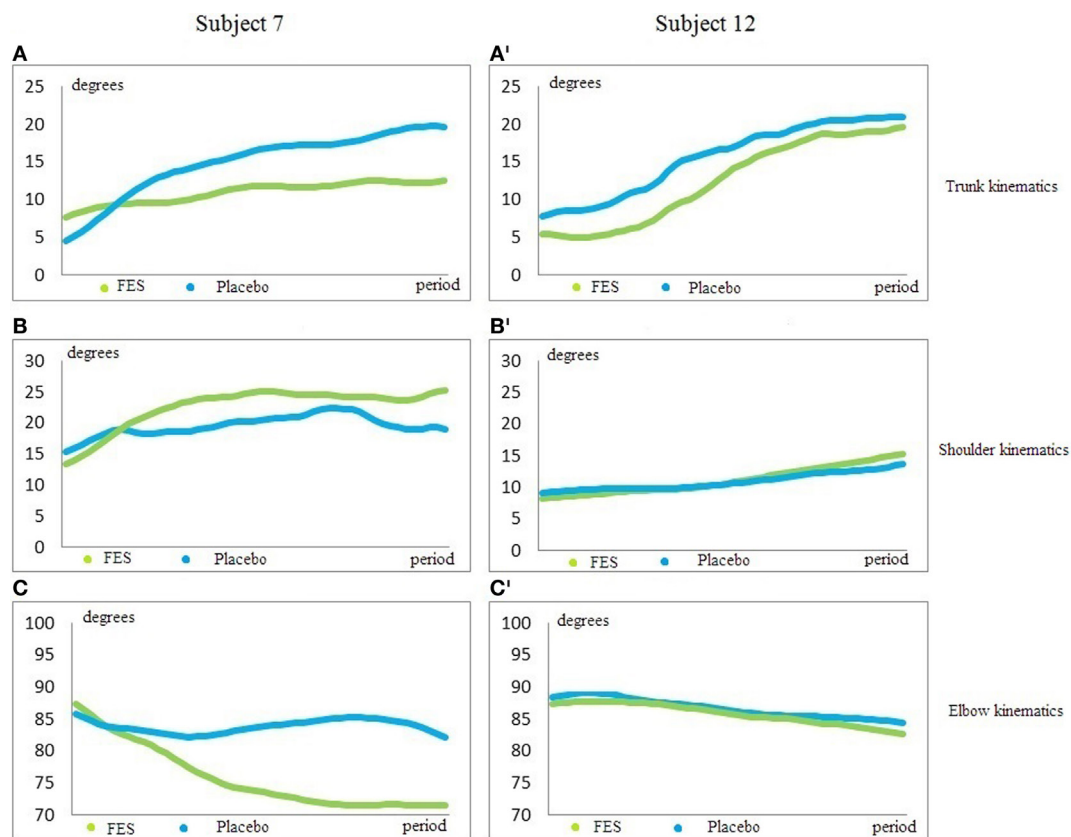 Subject 7
Subject 12
A
degrees
25
20
15
10
5
0
FES
Placebo
period
A'
degrees
25
20
15
10
5
0
FES
Placebo
period
Trunk kinematics
B
degrees
30
25
20
15
10
5
0
FES
Placebo
period
B'
degrees
30
25
20
15
10
5
0
FES
Placebo
period
Shoulder kinematics
C
degrees
100
95
90
85
80
75
70
FES
Placebo
period
C'
degrees
100
95
90
85
80
75
70
FES
Placebo
period
Elbow kinematics